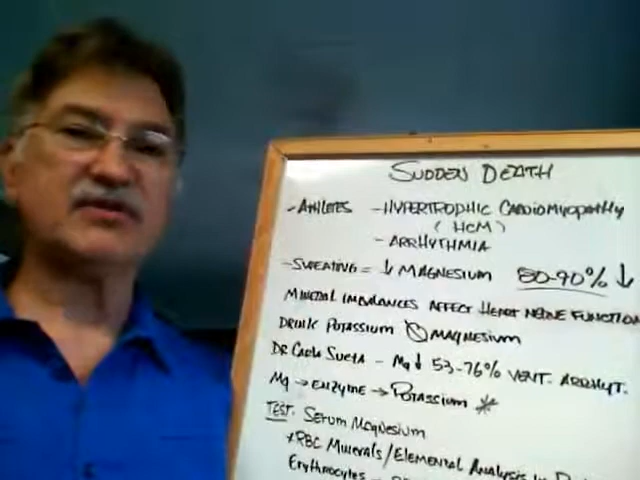 SUDDEN DEATH
- ATHLETES - HYPERTROPHIC CARDIOMYOPATHY
(HCM)
- ARRHYTHMIA
- SWEATING = ↓ MAGNESIUM 80-90% ↓
MINERAL IMBALANCES AFFECT HEART NERVE FUNCTION
DRINK POTASSIUM MAGNESIUM
DR CARLA SUETA - Mg ↓ 53-76% VENT. ARRHYT.
Mg → ENZYME → POTASSIUM *
TEST: SERUM MAGNESIUM
* RBC MINERALS/ELEMENTAL ANALYSIS IN
ERYTHROCYTES -